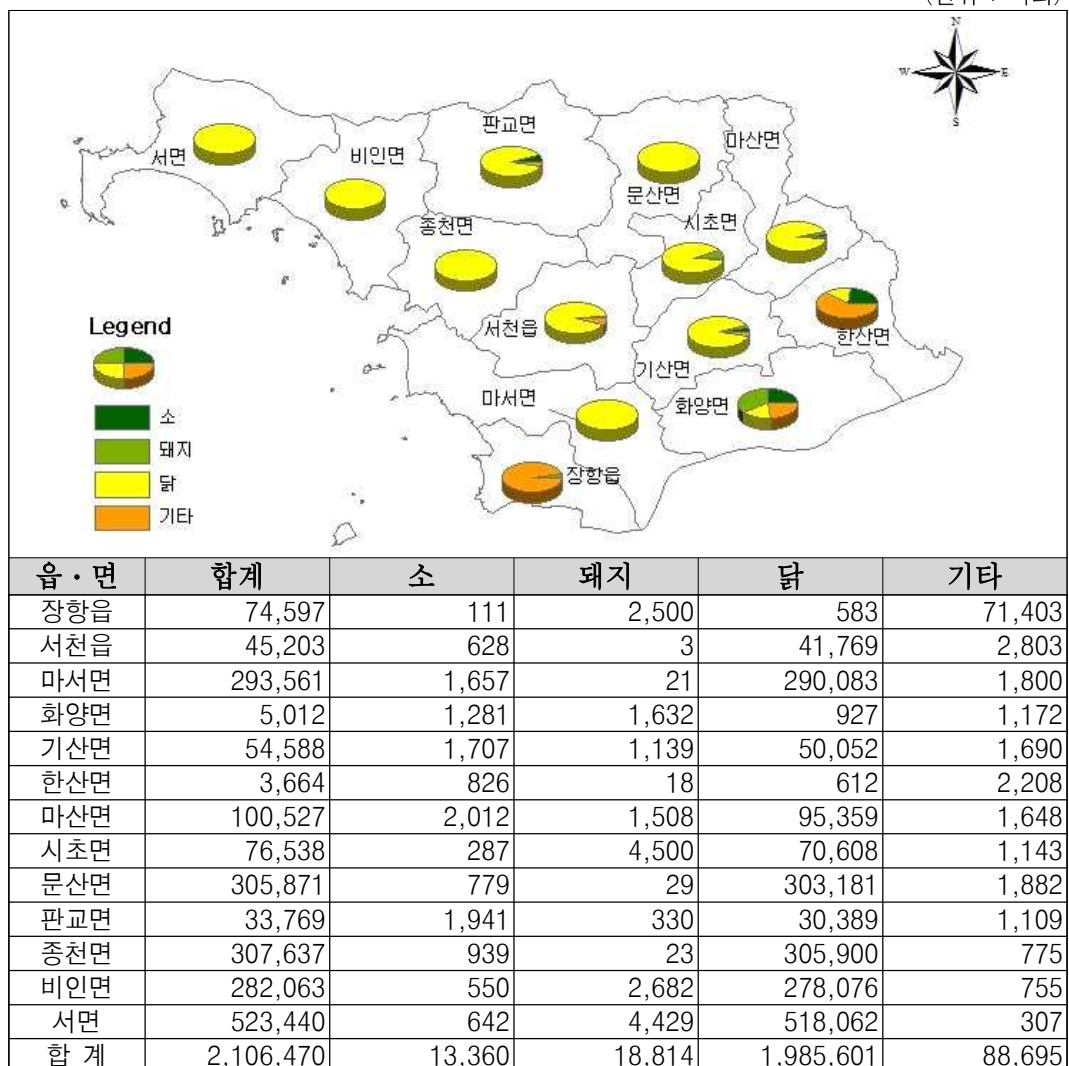 N
W E
S
판교면
마산면
서면
비인면
문산면
종천면
시초면
서천읍
한산면
기산면
마서면
화양면
장항읍
Legend
소
돼지
닭
기타
읍·면 합계 소 돼지 닭 기타
장항읍 74,597 111 2,500 583 71,403
서천읍 45,203 628 3 41,769 2,803
마서면 293,561 1,657 21 290,083 1,800
화양면 5,012 1,281 1,632 927 1,172
기산면 54,588 1,707 1,139 50,052 1,690
한산면 3,664 826 18 612 2,208
마산면 100,527 2,012 1,508 95,359 1,648
시초면 76,538 287 4,500 70,608 1,143
문산면 305,871 779 29 303,181 1,882
판교면 33,769 1,941 330 30,389 1,109
종천면 307,637 939 23 305,900 775
비인면 282,063 550 2,682 278,076 755
서면 523,440 642 4,429 518,062 307
합 계 2,106,470 13,360 18,814 1,985,601 88,695